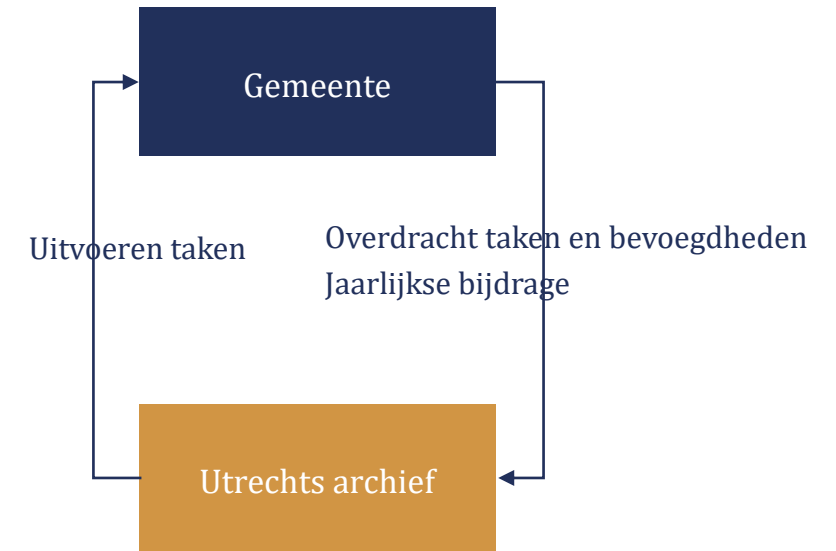 Gemeente
Uitvoeren taken
Overdracht taken en bevoegdheden
Jaarlijkse bijdrage
Utrechts archief